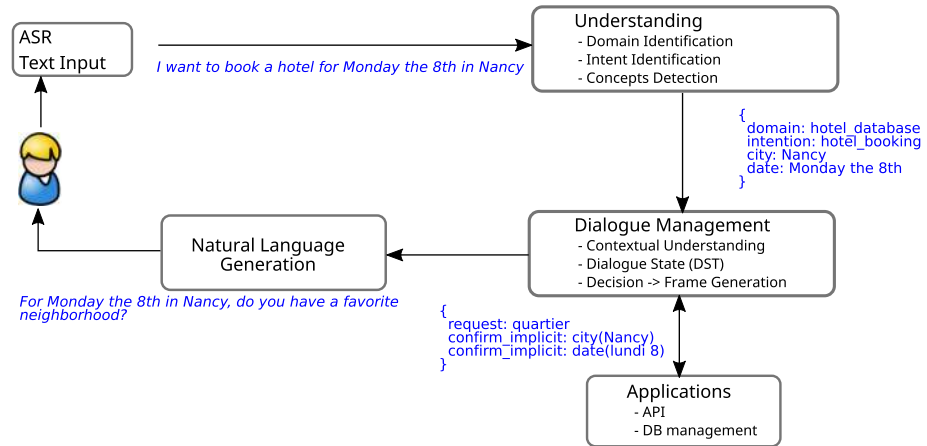 ASR
Text Input
I want to book a hotel for Monday the 8th in Nancy
Understanding
- Domain Identification
- Intent Identification
- Concepts Detection
{
domain: hotel_database
intention: hotel_booking
city: Nancy
date: Monday the 8th
}
Dialogue Management
- Contextual Understanding
- Dialogue State (DST)
- Decision -> Frame Generation
Natural Language
Generation
For Monday the 8th in Nancy, do you have a favorite
neighborhood?
{
request: quartier
confirm_implicit: city(Nancy)
confirm_implicit: date(lundi 8)
}
Applications
- API
- DB management